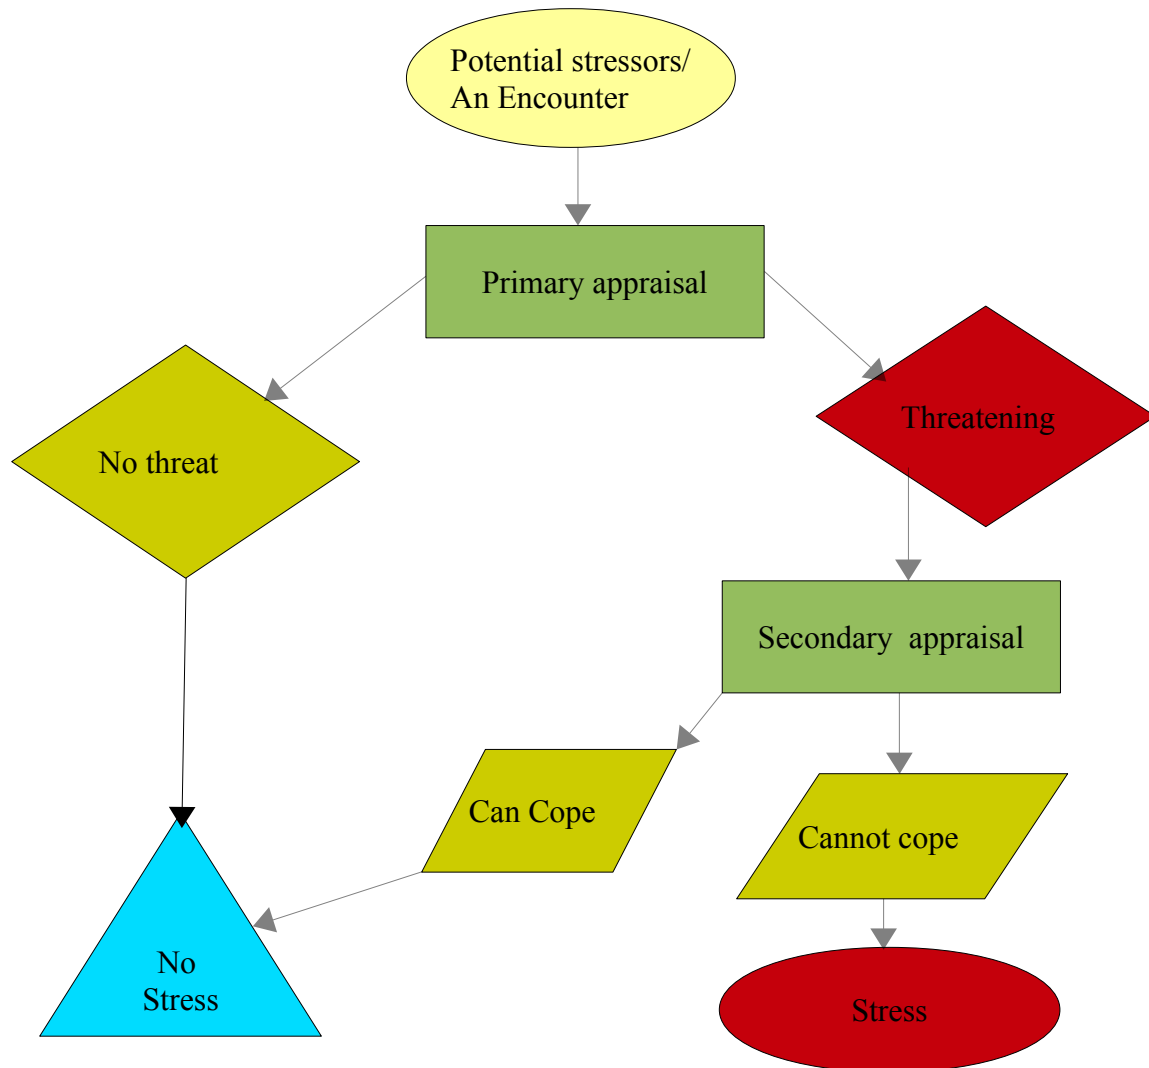 Potential stressors/
An Encounter
Primary appraisal
Threatening
No threat
Secondary appraisal
Can Cope
Cannot cope
No
Stress
Stress